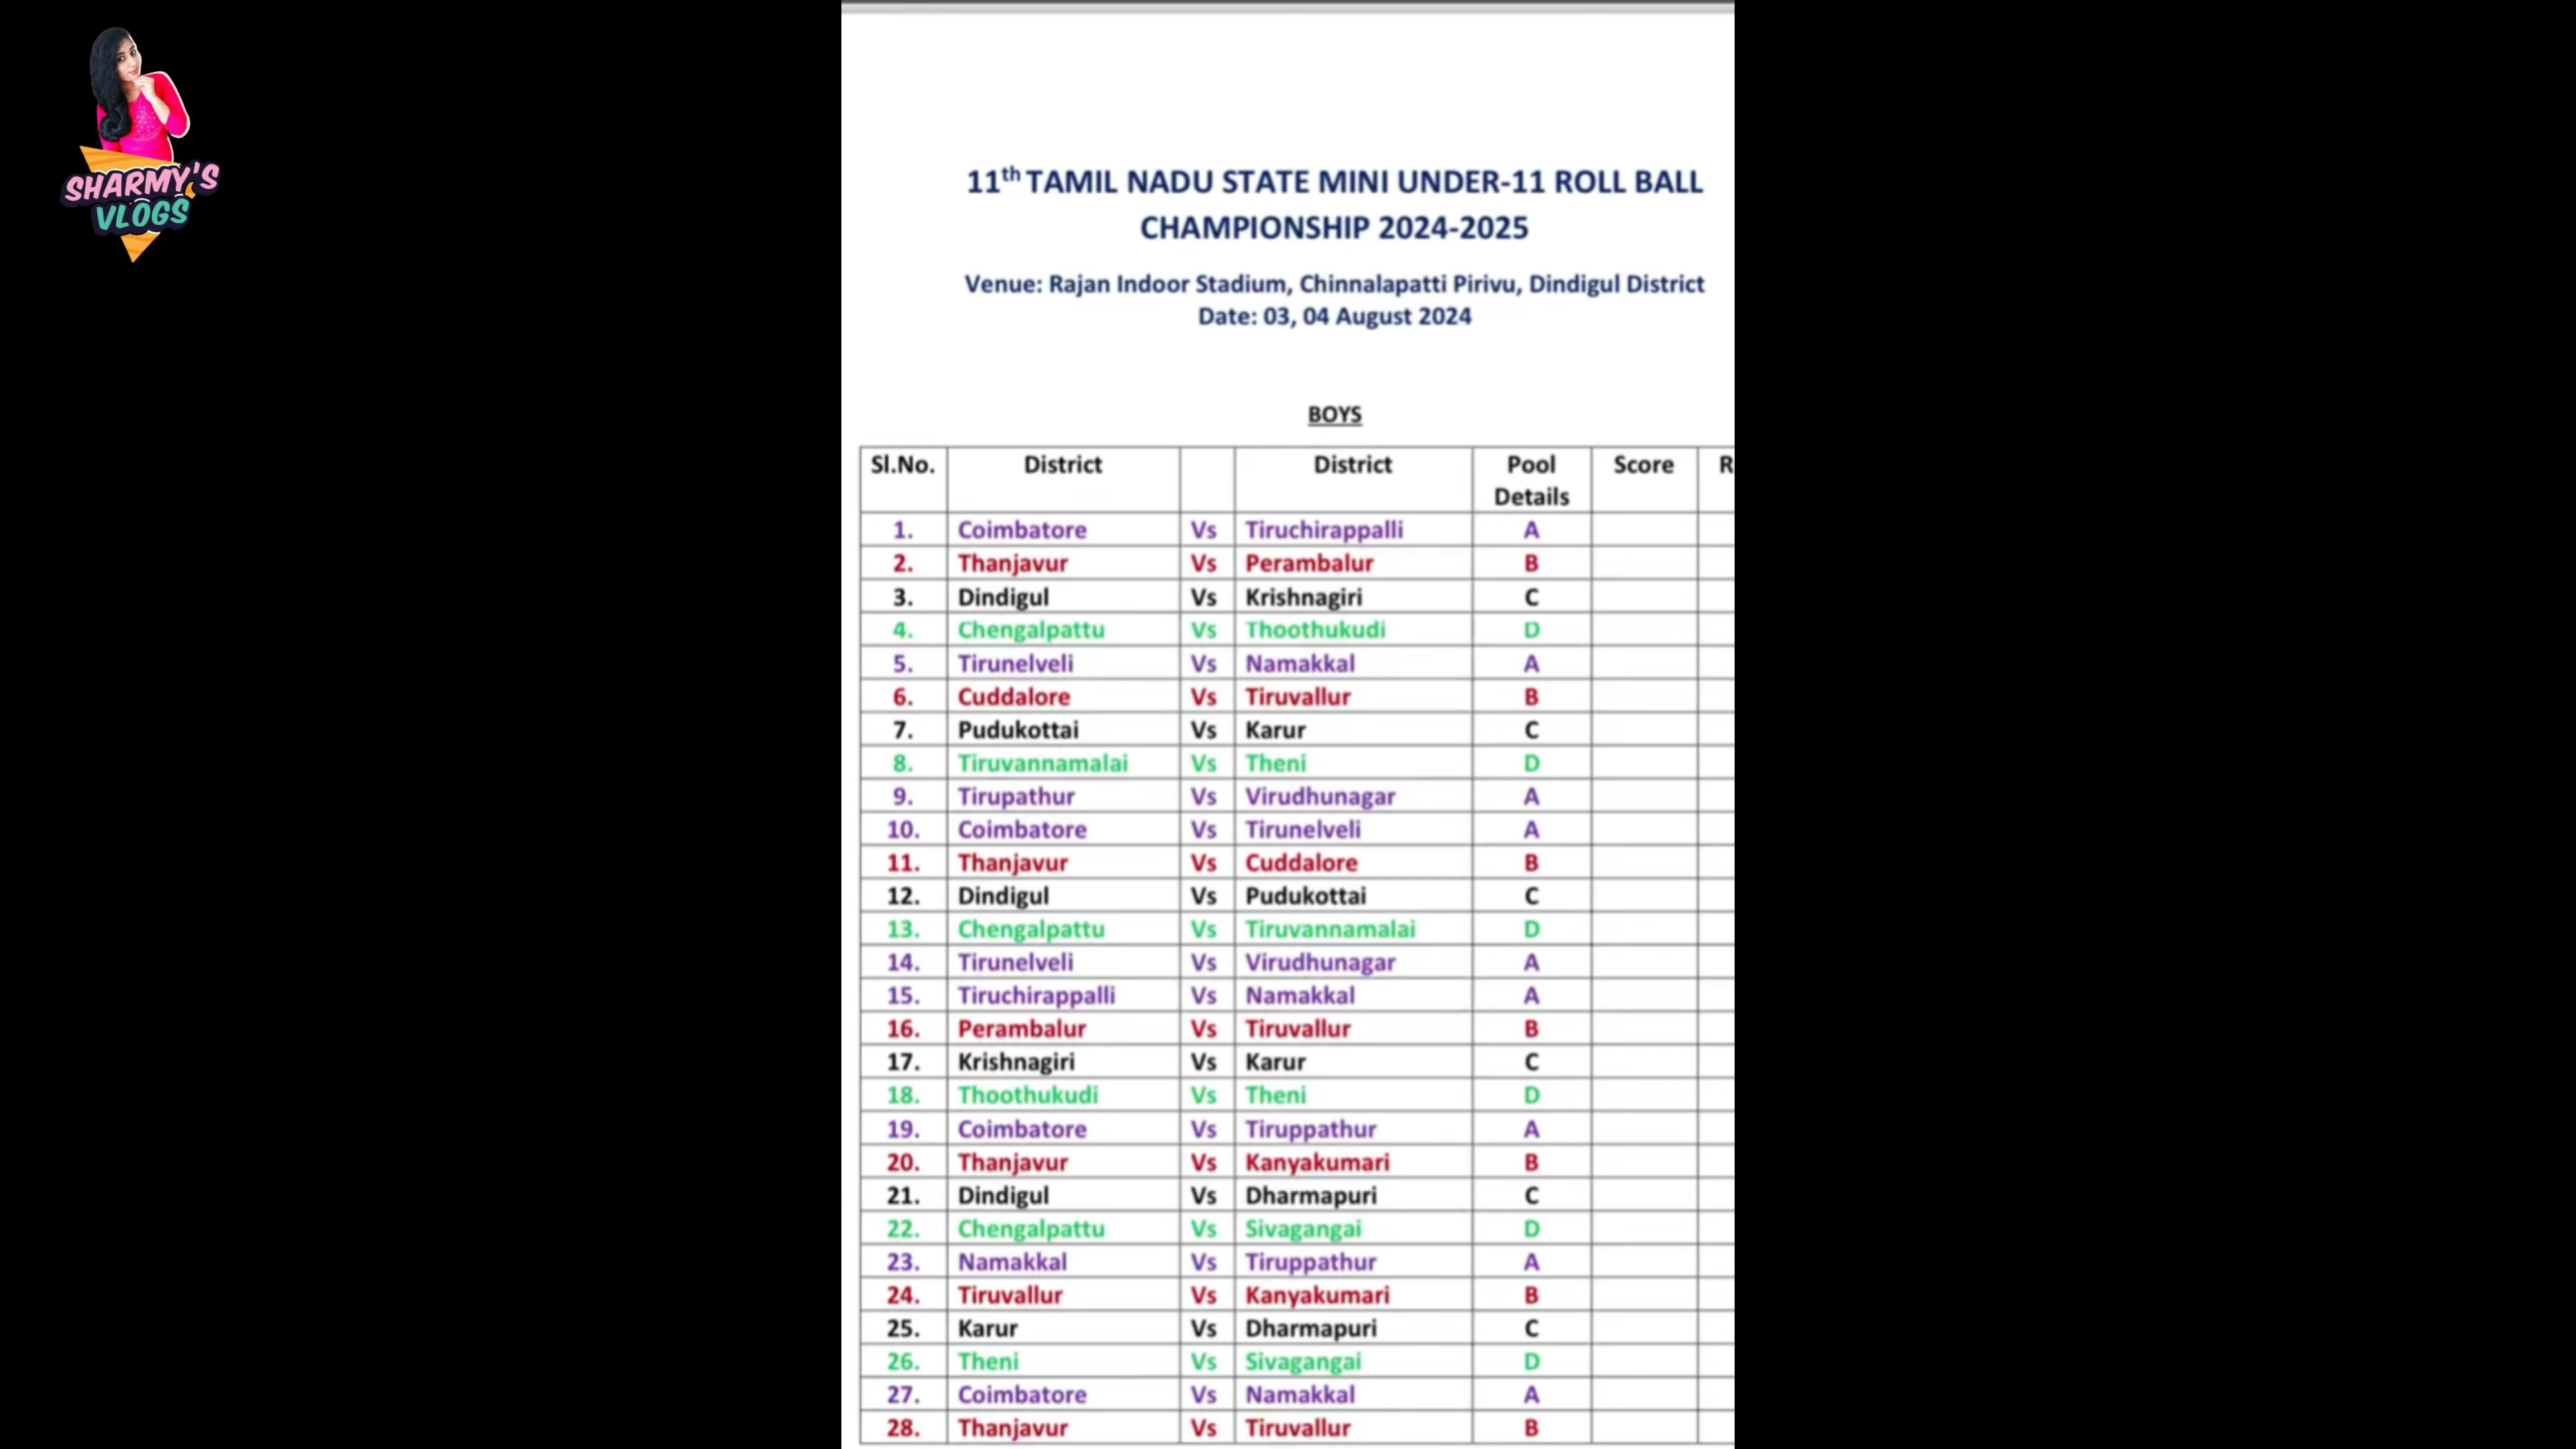 SHARMY'S
VLOGS
11th TAMIL NADU STATE MINI UNDER-11 ROLL BALL
CHAMPIONSHIP 2024-2025
Venue: Rajan Indoor Stadium, Chinnalapatti Pirivu, Dindigul District
Date: 03, 04 August 2024
BOYS
Sl.No. District District Pool Details Score R
1. Coimbatore Vs Tiruchirappalli A
2. Thanjavur Vs Perambalur B
3. Dindigul Vs Krishnagiri C
4. Chengalpattu Vs Thoothukudi D
5. Tirunelveli Vs Namakkal A
6. Cuddalore Vs Tiruvallur B
7. Pudukottai Vs Karur C
8. Tiruvannamalai Vs Theni D
9. Tirupathur Vs Virudhunagar A
10. Coimbatore Vs Tirunelveli A
11. Thanjavur Vs Cuddalore B
12. Dindigul Vs Pudukottai C
13. Chengalpattu Vs Tiruvannamalai D
14. Tirunelveli Vs Virudhunagar A
15. Tiruchirappalli Vs Namakkal A
16. Perambalur Vs Tiruvallur B
17. Krishnagiri Vs Karur C
18. Thoothukudi Vs Theni D
19. Coimbatore Vs Tiruppathur A
20. Thanjavur Vs Kanyakumari B
21. Dindigul Vs Dharmapuri C
22. Chengalpattu Vs Sivagangai D
23. Namakkal Vs Tiruppathur A
24. Tiruvallur Vs Kanyakumari B
25. Karur Vs Dharmapuri C
26. Theni Vs Sivagangai D
27. Coimbatore Vs Namakkal A
28. Thanjavur Vs Tiruvallur B